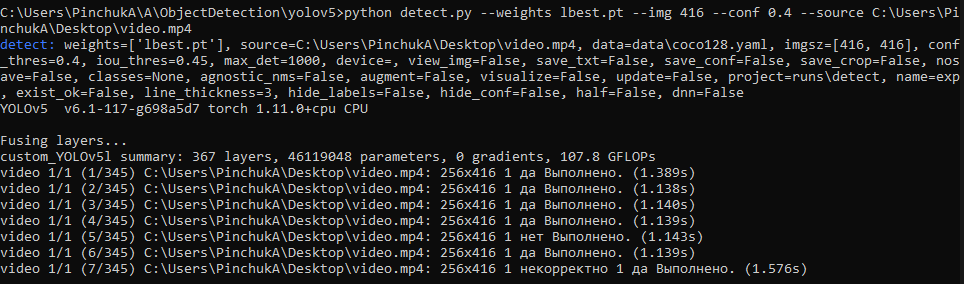 C:\Users\PinchukA\A\ObjectDetection\yolov5>python detect.py --weights lbest.pt --img 416 --conf 0.4 --source C:\Users\Pi
nchukA\Desktop\video.mp4
detect: weights=['lbest.pt'], source=C:\Users\PinchukA\Desktop\video.mp4, data=data\coco128.yaml, imgsz=[416, 416], conf
_thres=0.4, iou_thres=0.45, max_det=1000, device=, view_img=False, save_txt=False, save_conf=False, save_crop=False, nos
ave=False, classes=None, agnostic_nms=False, augment=False, visualize=False, update=False, project=runs\detect, name=exp
, exist_ok=False, line_thickness=3, hide_labels=False, hide_conf=False, half=False, dnn=False
YOLOv5  v6.1-117-g698a5d7 torch 1.11.0+cpu CPU
Fusing layers...
custom_YOLOv5l summary: 367 layers, 46119048 parameters, 0 gradients, 107.8 GFLOPs
video 1/1 (1/345) C:\Users\PinchukA\Desktop\video.mp4: 256x416 1 да Выполнено. (1.389s)
video 1/1 (2/345) C:\Users\PinchukA\Desktop\video.mp4: 256x416 1 да Выполнено. (1.138s)
video 1/1 (3/345) C:\Users\PinchukA\Desktop\video.mp4: 256x416 1 да Выполнено. (1.140s)
video 1/1 (4/345) C:\Users\PinchukA\Desktop\video.mp4: 256x416 1 да Выполнено. (1.139s)
video 1/1 (5/345) C:\Users\PinchukA\Desktop\video.mp4: 256x416 1 нет Выполнено. (1.143s)
video 1/1 (6/345) C:\Users\PinchukA\Desktop\video.mp4: 256x416 1 да Выполнено. (1.139s)
video 1/1 (7/345) C:\Users\PinchukA\Desktop\video.mp4: 256x416 1 некорректно 1 да Выполнено. (1.576s)